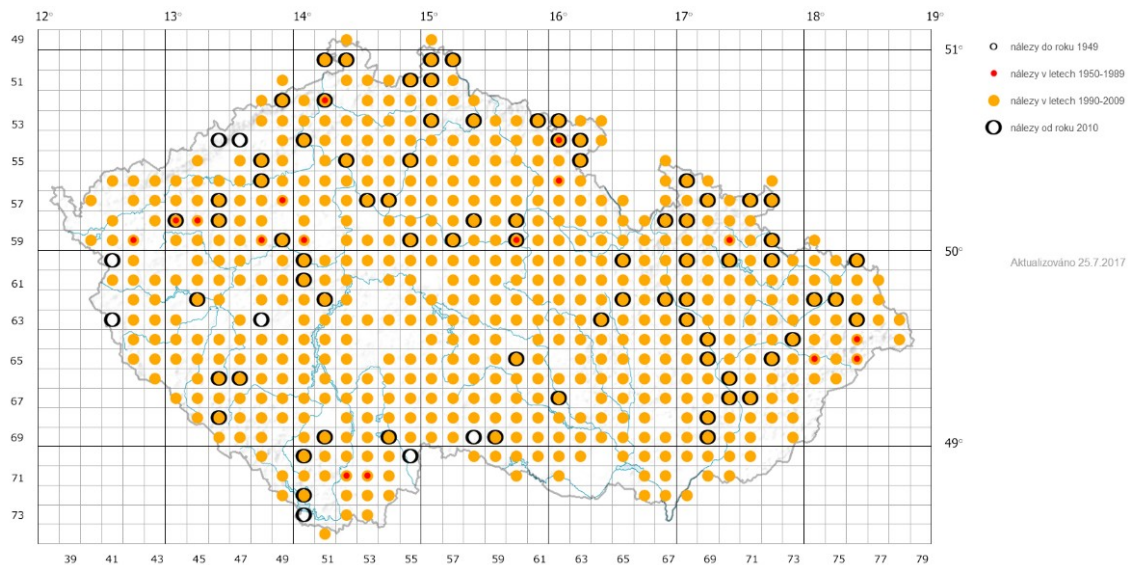 12° 13° 14° 15° 16° 17° 18° 19°
49
51°
51
53
55
57
59
50°
61
63
65
67
69
49°
71
73
39 41 43 45 47 49 51 53 55 57 59 61 63 65 67 69 71 73 75 77 79
nálezy do roku 1949
nálezy v letech 1950-1989
nálezy v letech 1990-2009
nálezy od roku 2010
Aktualizováno 25.7.2017